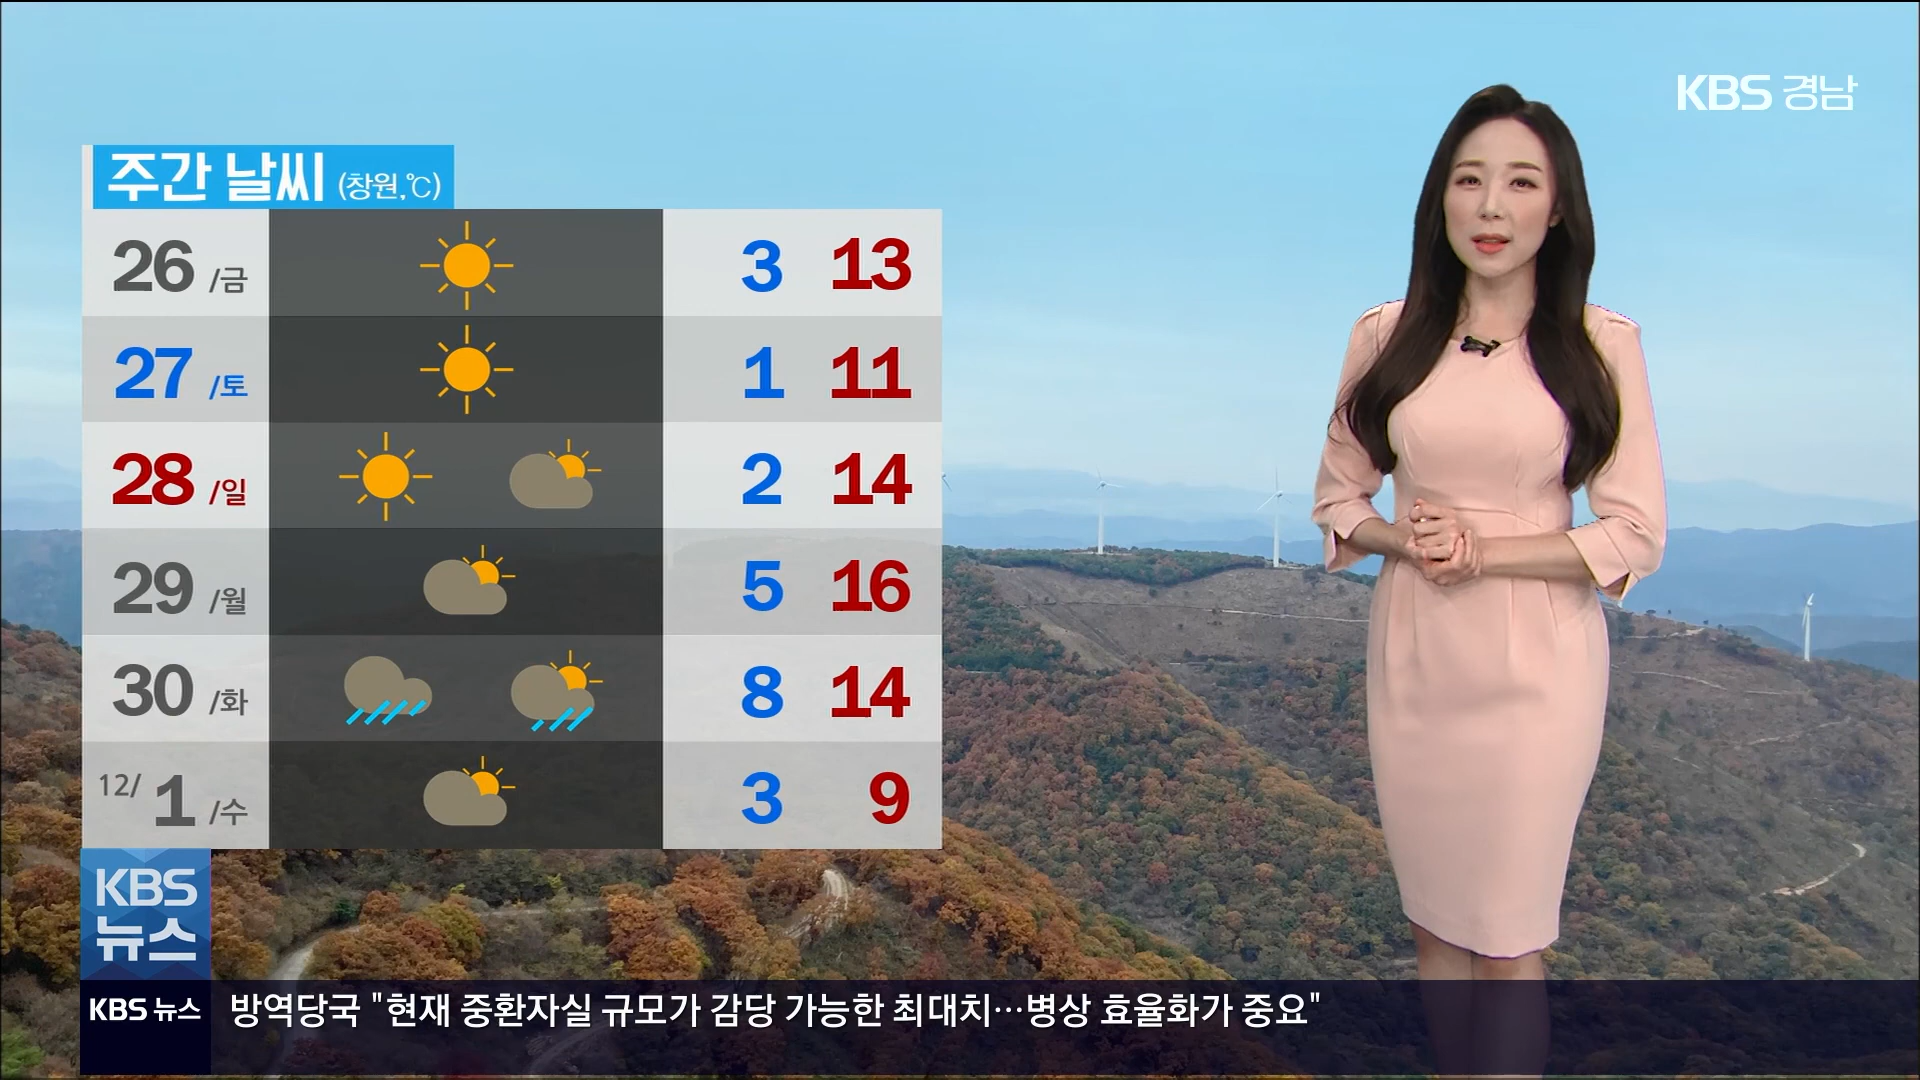 KBS 경남
주간 날씨 (창원,℃)
26 /금 3 13
27 /토 1 11
28 /일 2 14
29 /월 5 16
30 /화 8 14
12/ 1 /수 3 9
KBS
뉴스
KBS 뉴스 방역당국 "현재 중환자실 규모가 감당 가능한 최대치…병상 효율화가 중요"